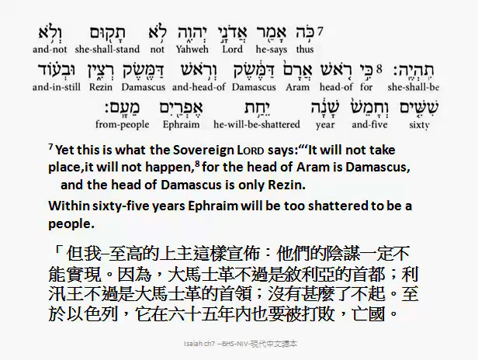 7 כֹּ֥ה אָמַ֖ר אֲדֹנָ֣י יְהוִ֑ה לֹ֥א תָק֖וּם וְלֹ֥א
and-not she-shall-stand not Yahweh Lord he-says thus
תִֽהְיֶֽה׃ 8 כִּ֣י רֹ֤אשׁ אֲרָם֙ דַּמֶּ֔שֶׂק וְרֹ֥אשׁ דַּמֶּ֖שֶׂק רְצִ֑ין וּבְע֗וֹד
and-in-still Rezin Damascus and-head-of Damascus Aram head-of for she-shall-be
שִׁשִּׁ֤ים וְחָמֵשׁ֙ שָׁנָ֔ה יֵחַ֥ת אֶפְרַ֖יִם מֵעָֽם׃
from-people Ephraim he-will-be-shattered year and-five sixty
7 Yet this is what the Sovereign LORD says:“‘It will not take
place,it will not happen,8 for the head of Aram is Damascus,
and the head of Damascus is only Rezin.
Within sixty-five years Ephraim will be too shattered to be a
people.
「但我─至高的上主這樣宣佈：他們的陰謀一定不
能實現。因為，大馬士革不過是敘利亞的首都；利
汛王不過是大馬士革的首領；沒有甚麼了不起。至
於以色列，它在六十五年內也要被打敗，亡國。
Isaiah ch7 –BHS-NIV-現代中文譯本